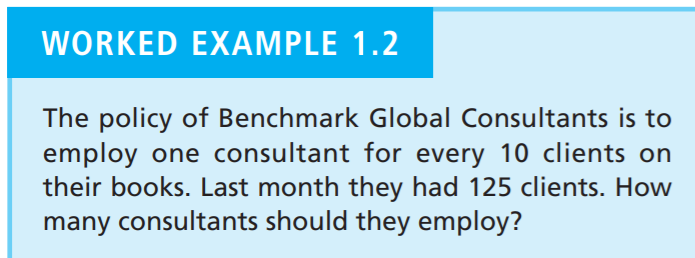 WORKED EXAMPLE 1.2
The policy of Benchmark Global Consultants is to
employ one consultant for every 10 clients on
their books. Last month they had 125 clients. How
many consultants should they employ?